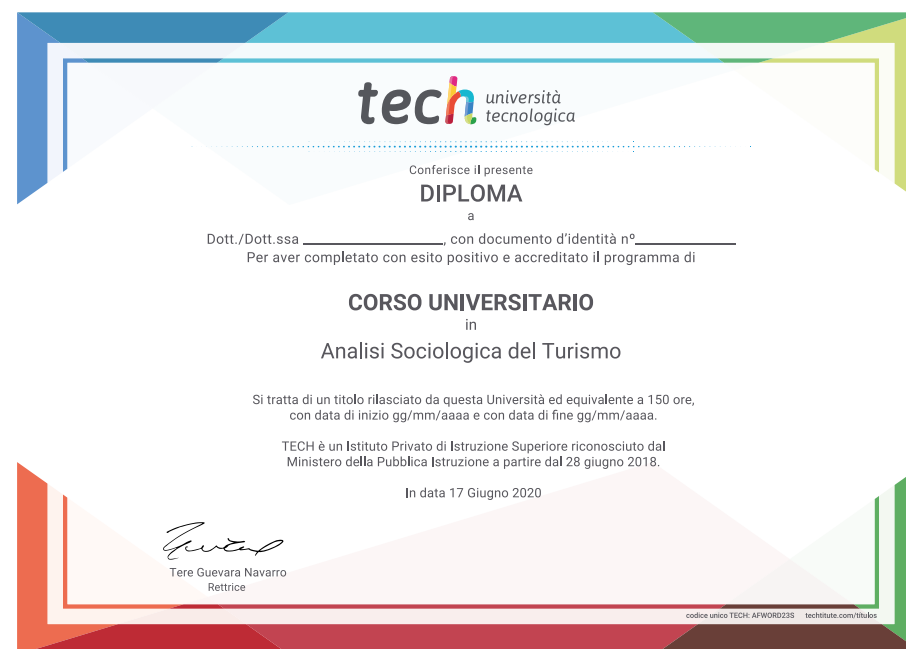 tech università
tecnologica
Conferisce il presente
DIPLOMA
a
Dott./Dott.ssa ____________________, con documento d'identità nº______________
Per aver completato con esito positivo e accreditato il programma di
CORSO UNIVERSITARIO
in
Analisi Sociologica del Turismo
Si tratta di un titolo rilasciato da questa Università ed equivalente a 150 ore,
con data di inizio gg/mm/aaaa e con data di fine gg/mm/aaaa.
TECH è un Istituto Privato di Istruzione Superiore riconosciuto dal
Ministero della Pubblica Istruzione a partire dal 28 giugno 2018.
In data 17 Giugno 2020
Tere Guevara Navarro
Rettrice
codice unico TECH: AFWORD23S techtitute.com/titulos